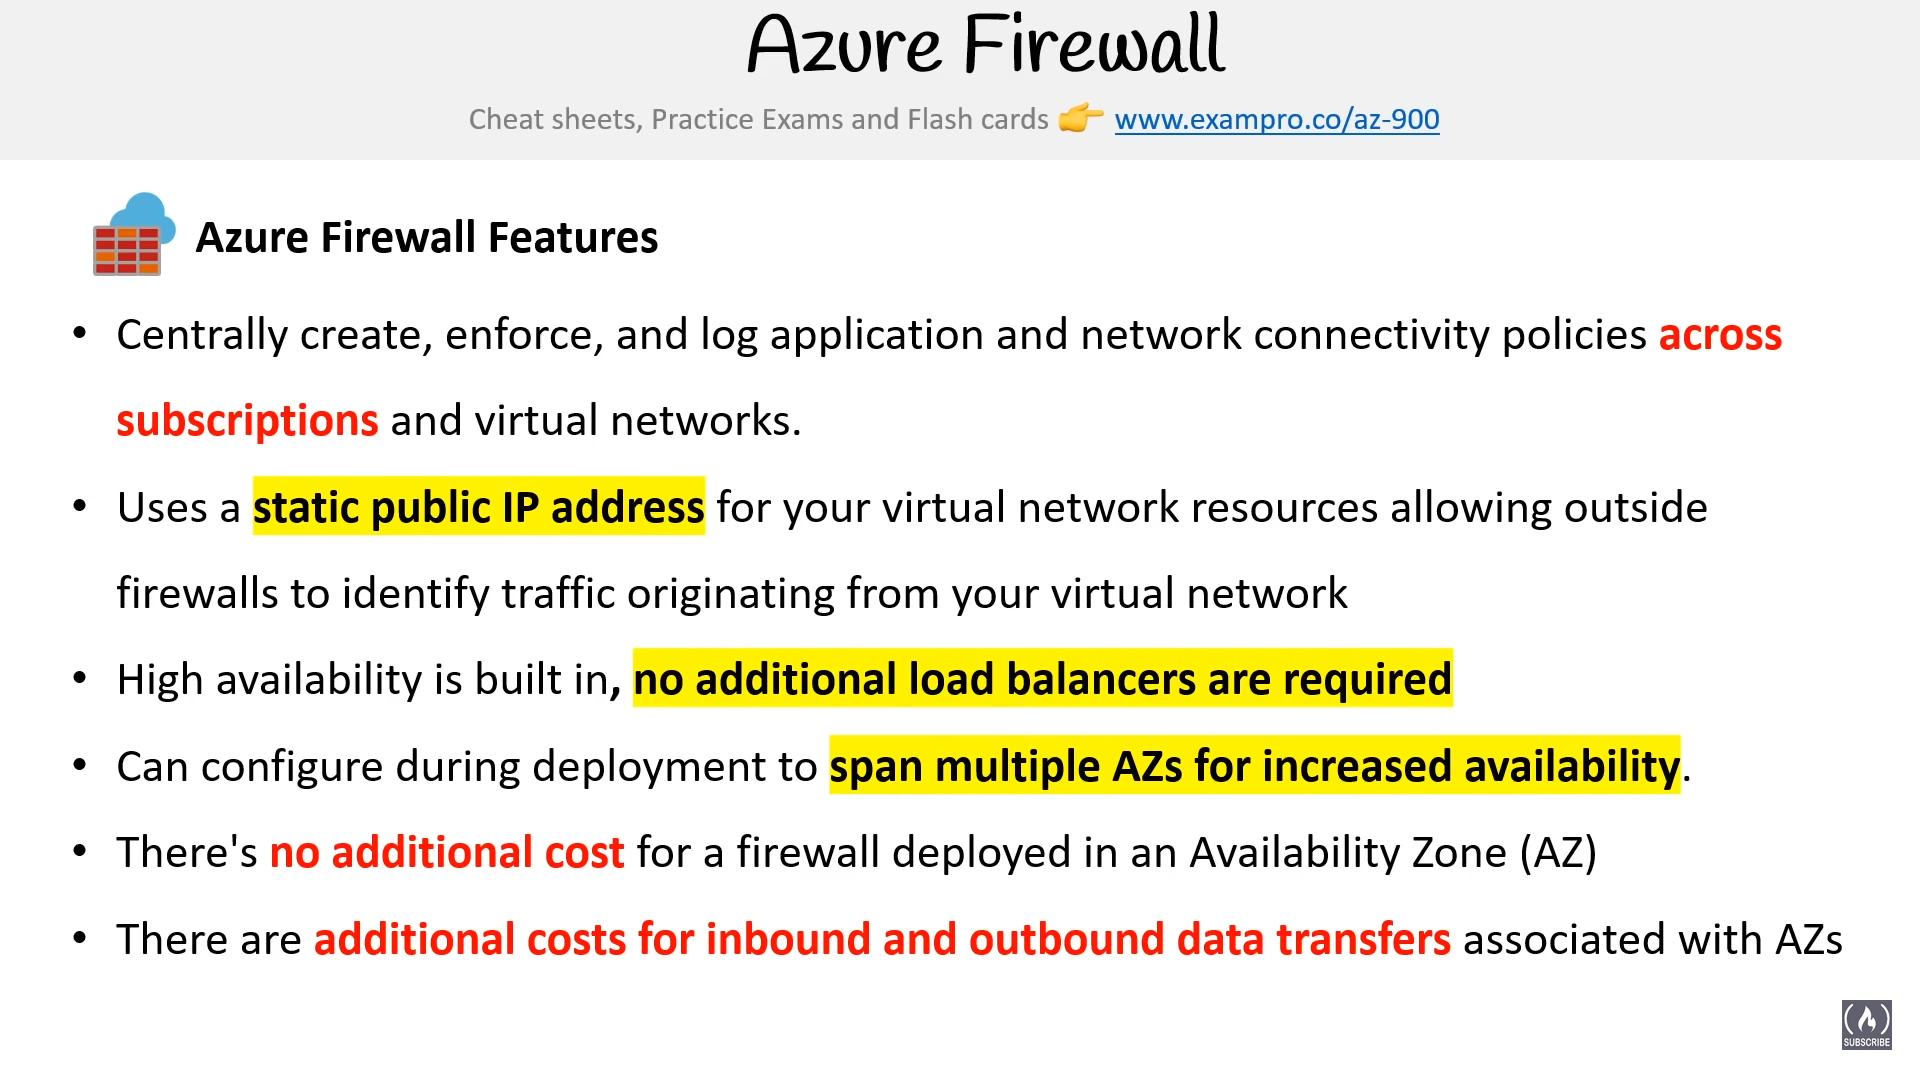 Azure Firewall
Cheat sheets, Practice Exams and Flash cards 👉 www.exampro.co/az-900
Azure Firewall Features
• Centrally create, enforce, and log application and network connectivity policies across
subscriptions and virtual networks.
• Uses a static public IP address for your virtual network resources allowing outside
firewalls to identify traffic originating from your virtual network
• High availability is built in, no additional load balancers are required
• Can configure during deployment to span multiple AZs for increased availability.
• There's no additional cost for a firewall deployed in an Availability Zone (AZ)
• There are additional costs for inbound and outbound data transfers associated with AZs
SUBSCRIBE